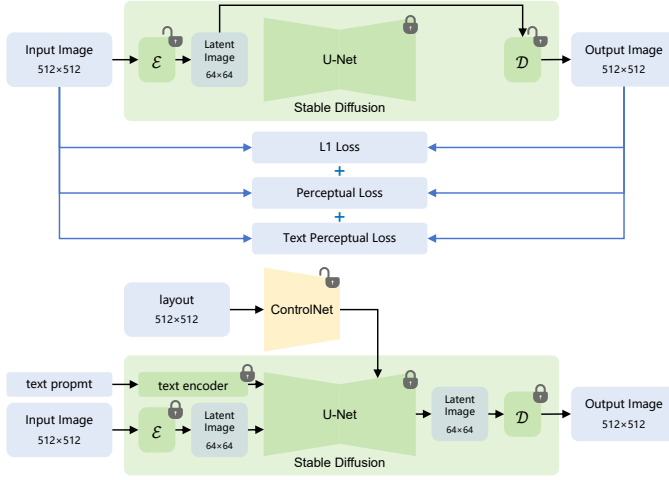 Input Image
512×512
ℰ
Latent
Image
64×64
U-Net
𝒟
Output Image
512×512
Stable Diffusion
L1 Loss
+
Perceptual Loss
+
Text Perceptual Loss
layout
512×512
ControlNet
text propmt
text encoder
Input Image
512×512
ℰ
Latent
Image
64×64
U-Net
Latent
Image
64×64
𝒟
Output Image
512×512
Stable Diffusion